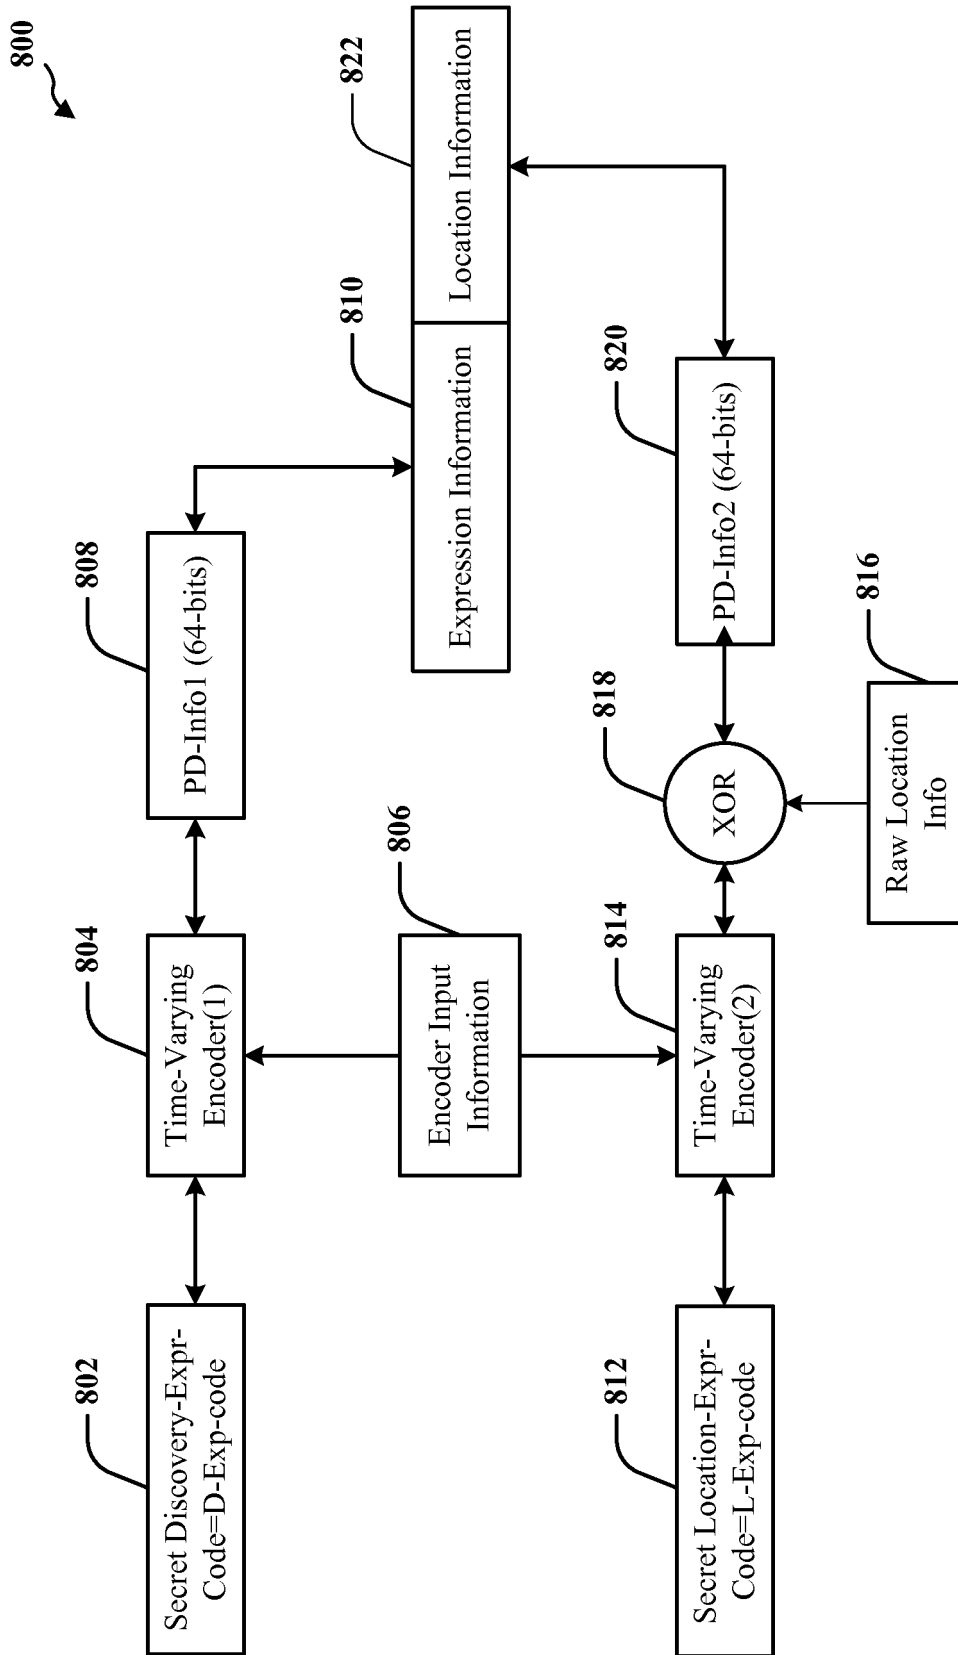 800
802
Secret Discovery-Expr-
Code=D-Exp-code
804
Time-Varying
Encoder(1)
808
PD-Info1 (64-bits)
806
Encoder Input
Information
810
Expression Information
822
Location Information
812
Secret Location-Expr-
Code=L-Exp-code
814
Time-Varying
Encoder(2)
818
XOR
820
PD-Info2 (64-bits)
816
Raw Location
Info